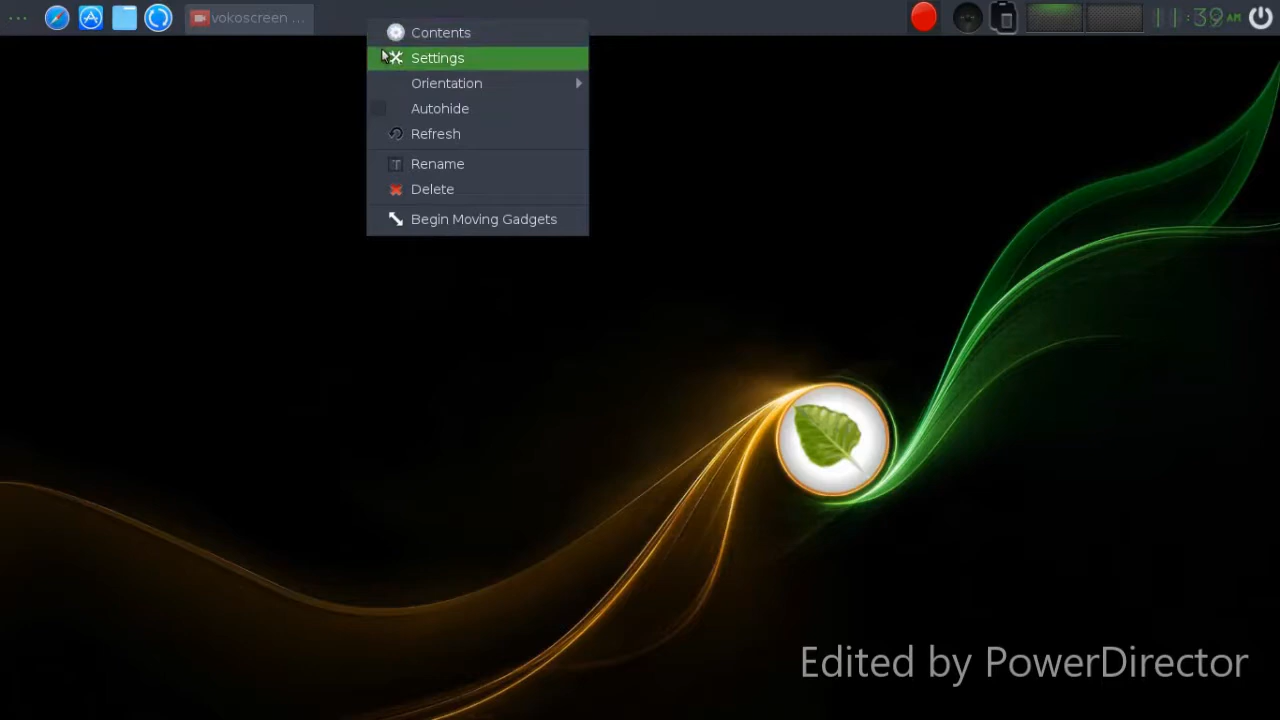 vokoscreen ...
11:39 AM
Contents
Settings
Orientation
Autohide
Refresh
Rename
Delete
Begin Moving Gadgets
Edited by PowerDirector